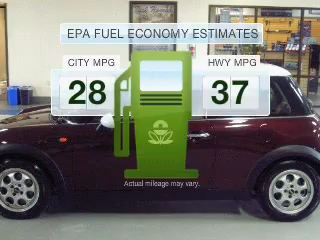 EPA FUEL ECONOMY ESTIMATES
CITY MPG HWY MPG
28 37
Actual mileage may vary.